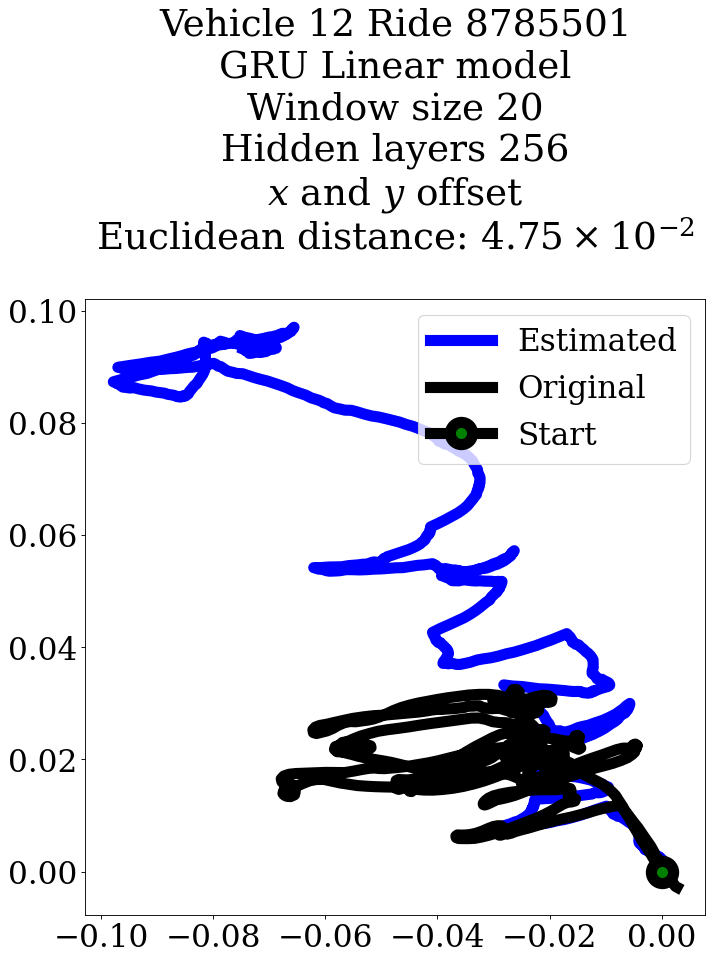 Vehicle 12 Ride 8785501
GRU Linear model
Window size 20
Hidden layers 256
x and y offset
Euclidean distance: 4.75 × 10⁻²
Estimated
Original
Start
0.10
0.08
0.06
0.04
0.02
0.00
−0.10 −0.08 −0.06 −0.04 −0.02 0.00